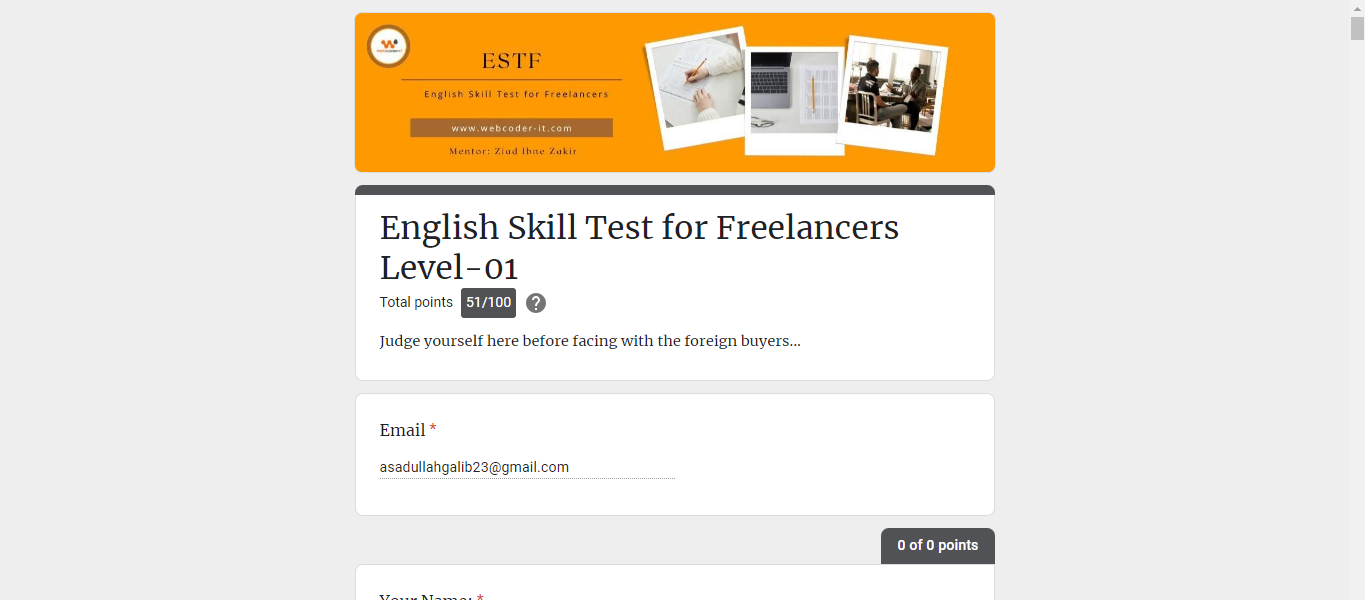 ESTF
English Skill Test for Freelancers
www.webcoder-it.com
Mentor: Ziad Ibne Zakir
English Skill Test for Freelancers
Level-01
Total points 51/100 ?
Judge yourself here before facing with the foreign buyers...
Email *
asadullahgalib23@gmail.com
0 of 0 points
Your Name: *